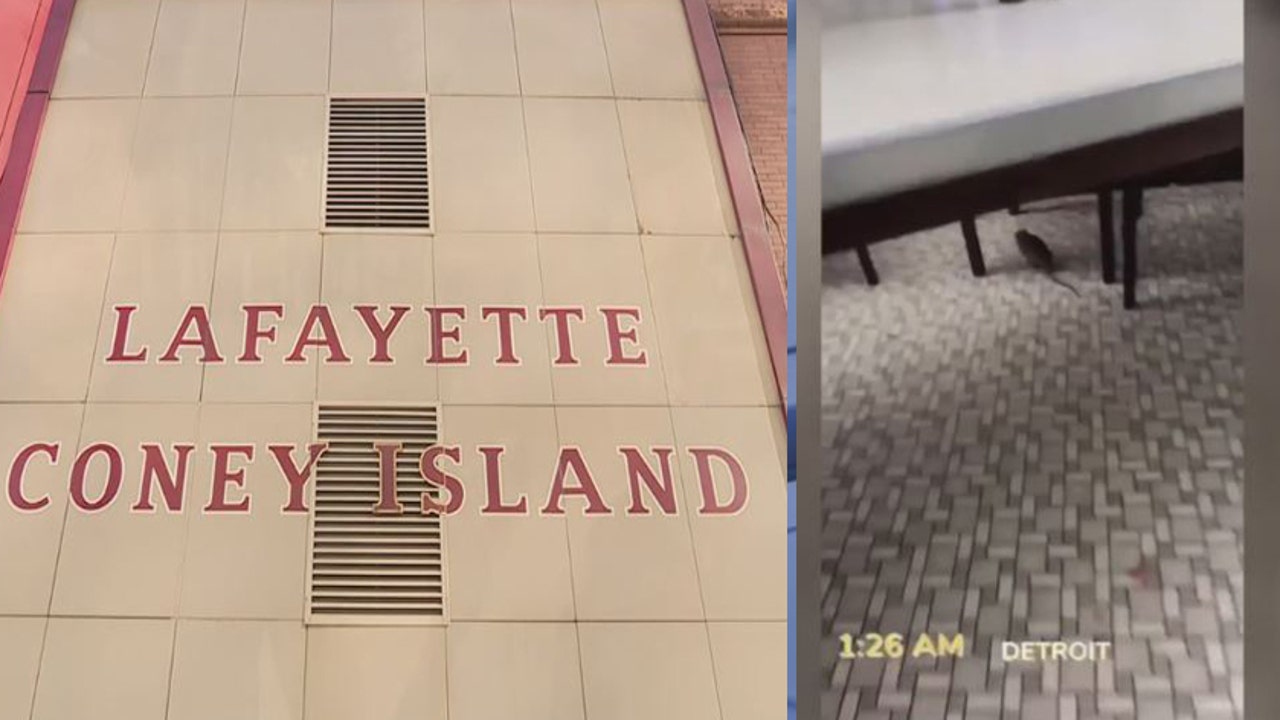 LAFAYETTE
CONEY ISLAND
1:26 AM
DETROIT